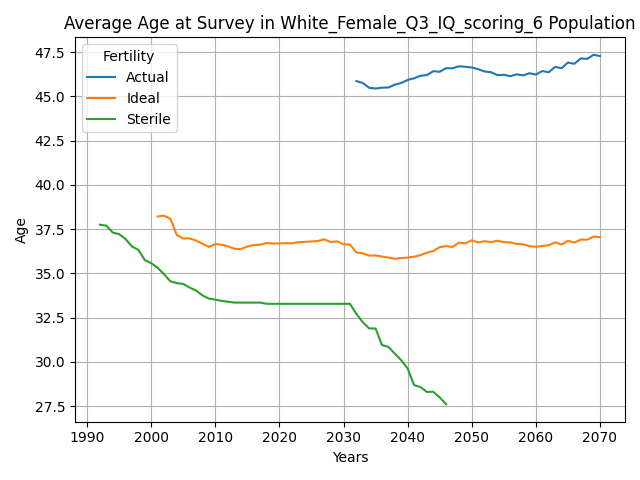 Average Age at Survey in White_Female_Q3_IQ_scoring_6 Population
Fertility
Actual
Ideal
Sterile
47.5
45.0
42.5
40.0
37.5
35.0
32.5
30.0
27.5
Age
1990 2000 2010 2020 2030 2040 2050 2060 2070
Years